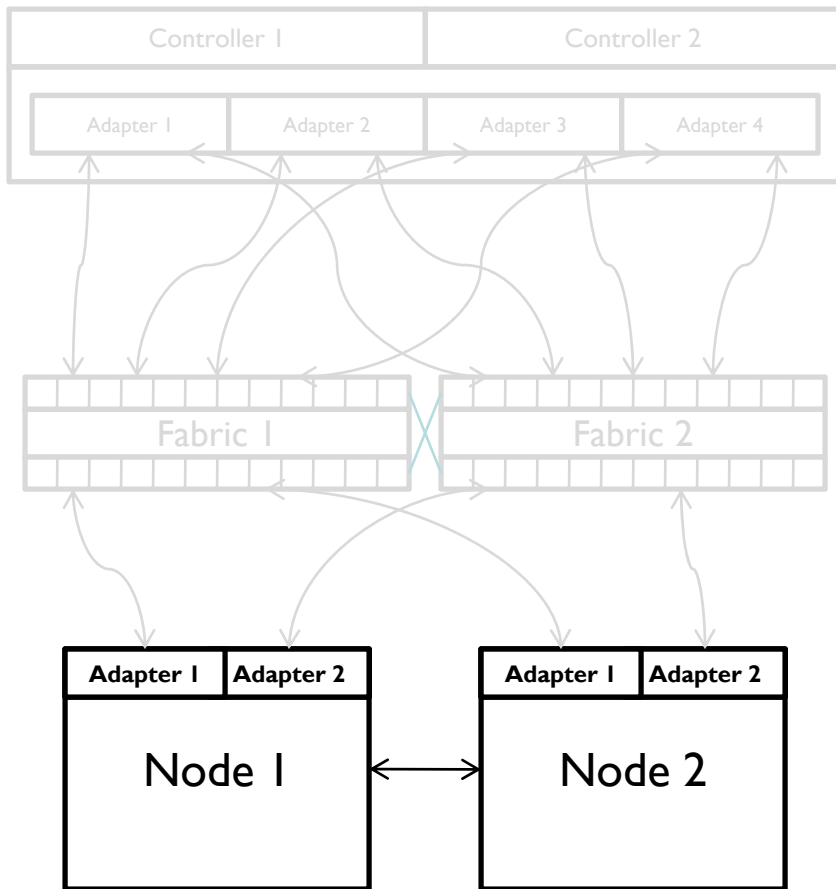 Controller 1 Controller 2
Adapter 1 Adapter 2 Adapter 3 Adapter 4
Fabric 1 Fabric 2
Adapter 1 Adapter 2 Adapter 1 Adapter 2
Node 1 Node 2